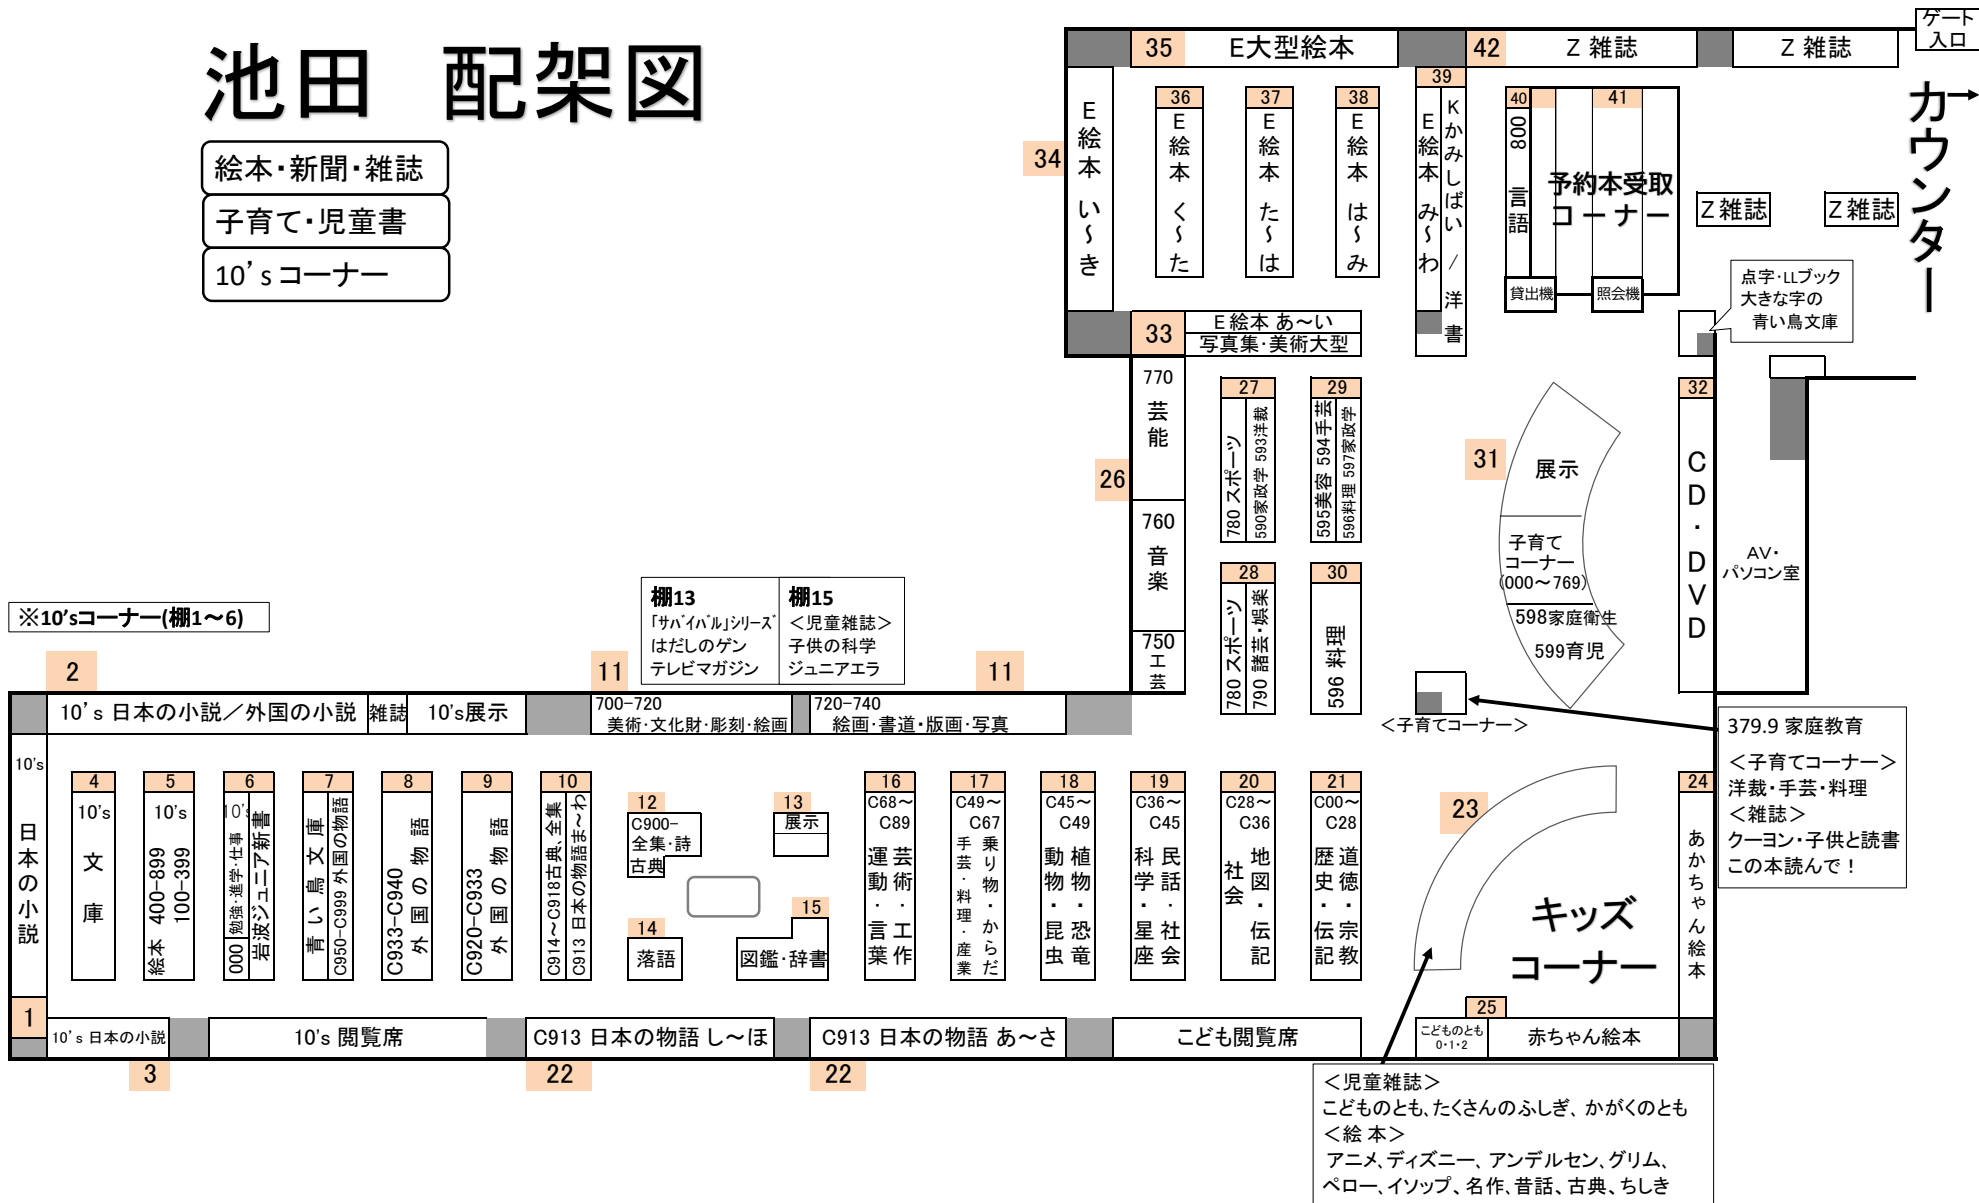 池田　配架図
絵本・新聞・雑誌
子育て・児童書
10’s コーナー
ゲート
入口
カウンター→
35
E大型絵本
42
Z 雑誌
Z 雑誌
34
E絵本 い～き
36
E絵本 く～た
37
E絵本 た～は
38
E絵本 は～み
39
E絵本 み～わ
Kかみしばい / 洋書
40
800 言語
41
予約本受取
コーナー
貸出機
照会機
Z 雑誌
Z 雑誌
点字・LLブック
大きな字の
青い鳥文庫
33
E 絵本 あ～い
写真集・美術大型
26
770
芸能
760
音楽
750
工芸
27
780 スポーツ
590家政学 593洋裁
29
595美容 594手芸
596料理 597家政学
28
780 スポーツ
790 諸芸・娯楽
30
596 料理
31
展示
子育て
コーナー
(000～769)
598家庭衛生
599育児
32
CD・DVD
AV・
パソコン室
＜子育てコーナー＞
379.9 家庭教育
＜子育てコーナー＞
洋裁・手芸・料理
＜雑誌＞
クーヨン・子供と読書
この本読んで！
※10'sコーナー(棚1～6)
棚13
「サバイバル」シリーズ
はだしのゲン
テレビマガジン
棚15
＜児童雑誌＞
子供の科学
ジュニアエラ
2
10’s 日本の小説／外国の小説
雑誌
10's展示
11
700-720
美術・文化財・彫刻・絵画
11
720-740
絵画・書道・版画・写真
10's
日本の小説
1
4
10's
文庫
5
10's
絵本 400-899
100-399
6
10's
000 勉強・進学・仕事
岩波ジュニア新書
7
青い鳥文庫
C950-C999 外国の物語
8
C933-C940
外国の物語
9
C920-C933
外国の物語
10
C914～C918古典、全集
C913 日本の物語ま～わ
12
C900-
全集・詩
古典
13
展示
14
落語
15
図鑑・辞書
16
C68～
C89
芸術・工作
運動・言葉
17
C49～
C67
乗り物・からだ
手芸・料理・産業
18
C45～
C49
植物・恐竜
動物・昆虫
19
C36～
C45
民話・社会
科学・星座
20
C28～
C36
地図・伝記
社会
21
C00～
C28
道徳・宗教
歴史・伝記
23
キッズ
コーナー
24
あかちゃん絵本
25
こどものとも
0・1・2
赤ちゃん絵本
10’s 日本の小説
3
10's 閲覧席
C913 日本の物語 し～ほ
22
C913 日本の物語 あ～さ
22
こども閲覧席
＜児童雑誌＞
こどものとも、たくさんのふしぎ、かがくのとも
＜絵 本＞
アニメ、ディズニー、アンデルセン、グリム、
ペロー、イソップ、名作、昔話、古典、ちしき